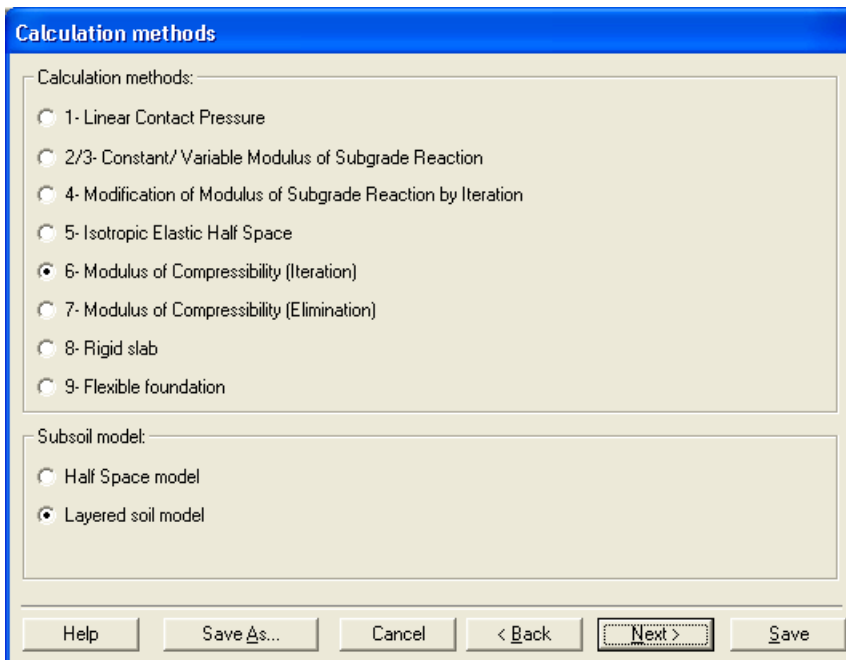 Calculation methods
Calculation methods:
1- Linear Contact Pressure
2/3- Constant/ Variable Modulus of Subgrade Reaction
4- Modification of Modulus of Subgrade Reaction by Iteration
5- Isotropic Elastic Half Space
6- Modulus of Compressibility (Iteration)
7- Modulus of Compressibility (Elimination)
8- Rigid slab
9- Flexible foundation
Subsoil model:
Half Space model
Layered soil model
Help Save As... Cancel < Back Next > Save